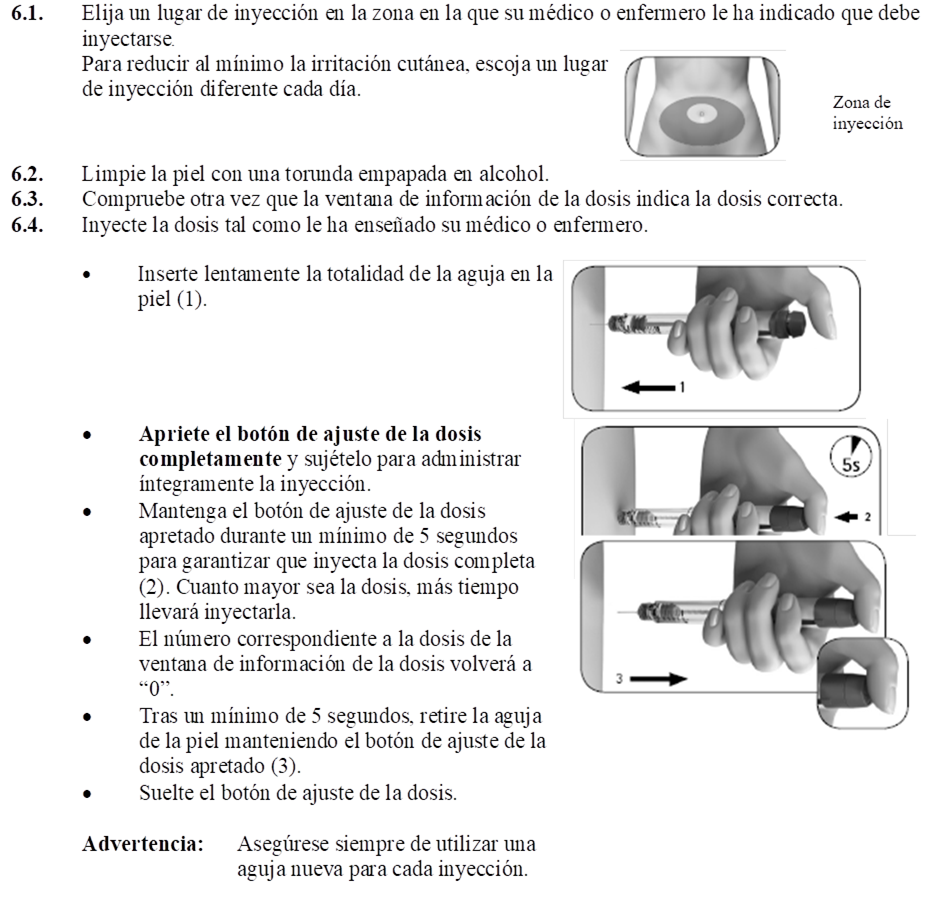 6.1. Elija un lugar de inyección en la zona en la que su médico o enfermero le ha indicado que debe
inyectarse.
Para reducir al mínimo la irritación cutánea, escoja un lugar
de inyección diferente cada día.
Zona de
inyección
6.2. Limpie la piel con una torunda empapada en alcohol.
6.3. Compruebe otra vez que la ventana de información de la dosis indica la dosis correcta.
6.4. Inyecte la dosis tal como le ha enseñado su médico o enfermero.
• Inserte lentamente la totalidad de la aguja en la
piel (1).
1
• Apriete el botón de ajuste de la dosis
completamente y sujételo para administrar
íntegramente la inyección.
• Mantenga el botón de ajuste de la dosis
apretado durante un mínimo de 5 segundos
para garantizar que inyecta la dosis completa
(2). Cuanto mayor sea la dosis, más tiempo
llevará inyectarla.
5s
2
• El número correspondiente a la dosis de la
ventana de información de la dosis volverá a
“0”.
• Tras un mínimo de 5 segundos, retire la aguja
de la piel manteniendo el botón de ajuste de la
dosis apretado (3).
• Suelte el botón de ajuste de la dosis.
3
Advertencia: Asegúrese siempre de utilizar una
aguja nueva para cada inyección.